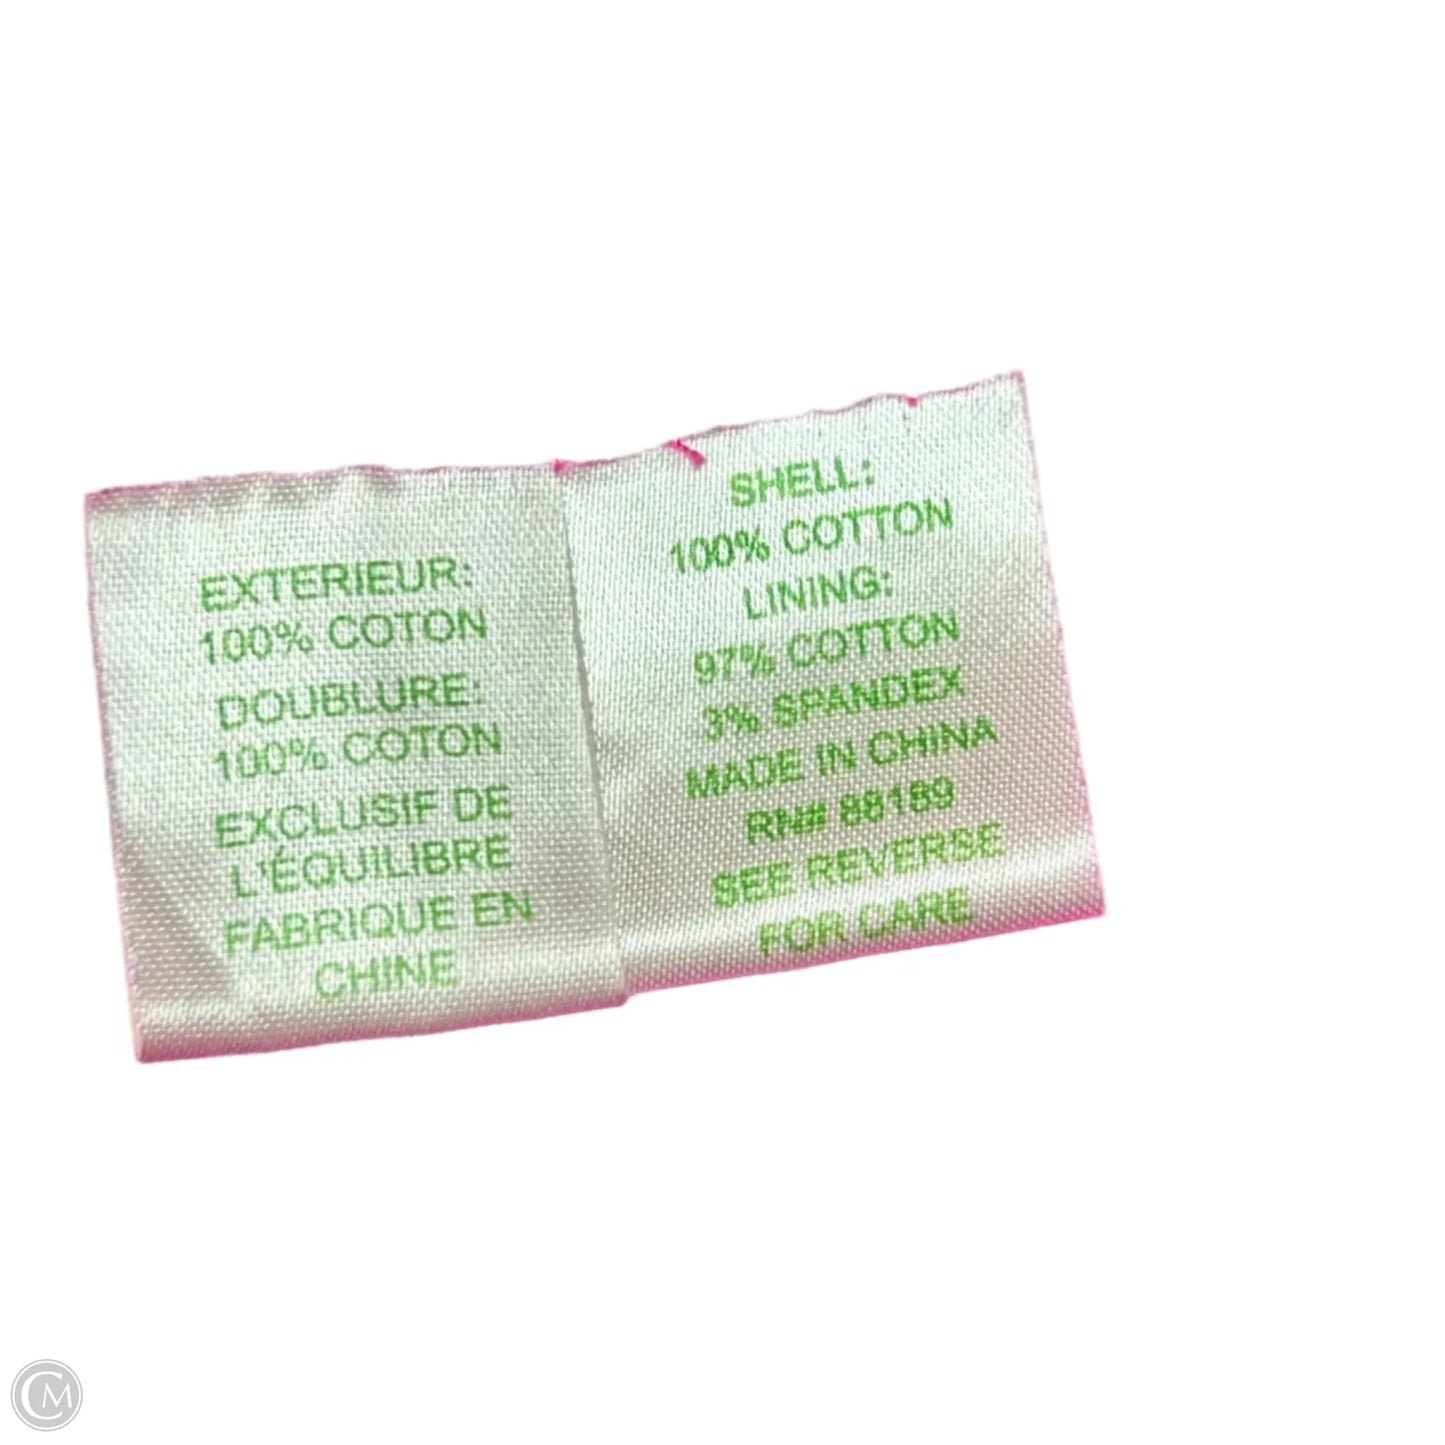 EXTERIEUR:
100% COTON
DOUBLURE:
100% COTON
EXCLUSIF DE
L'ÉQUILIBRE
FABRIQUE EN
CHINE
SHELL:
100% COTTON
LINING:
97% COTTON
3% SPANDEX
MADE IN CHINA
RN# 88189
SEE REVERSE
FOR CARE
CM